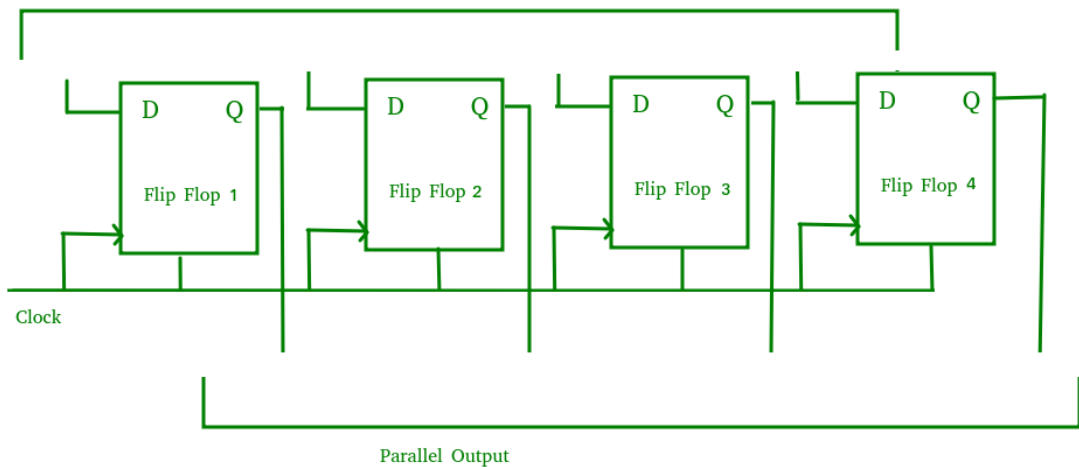 D Q
Flip Flop 1
D Q
Flip Flop 2
D Q
Flip Flop 3
D Q
Flip Flop 4
Clock
Parallel Output